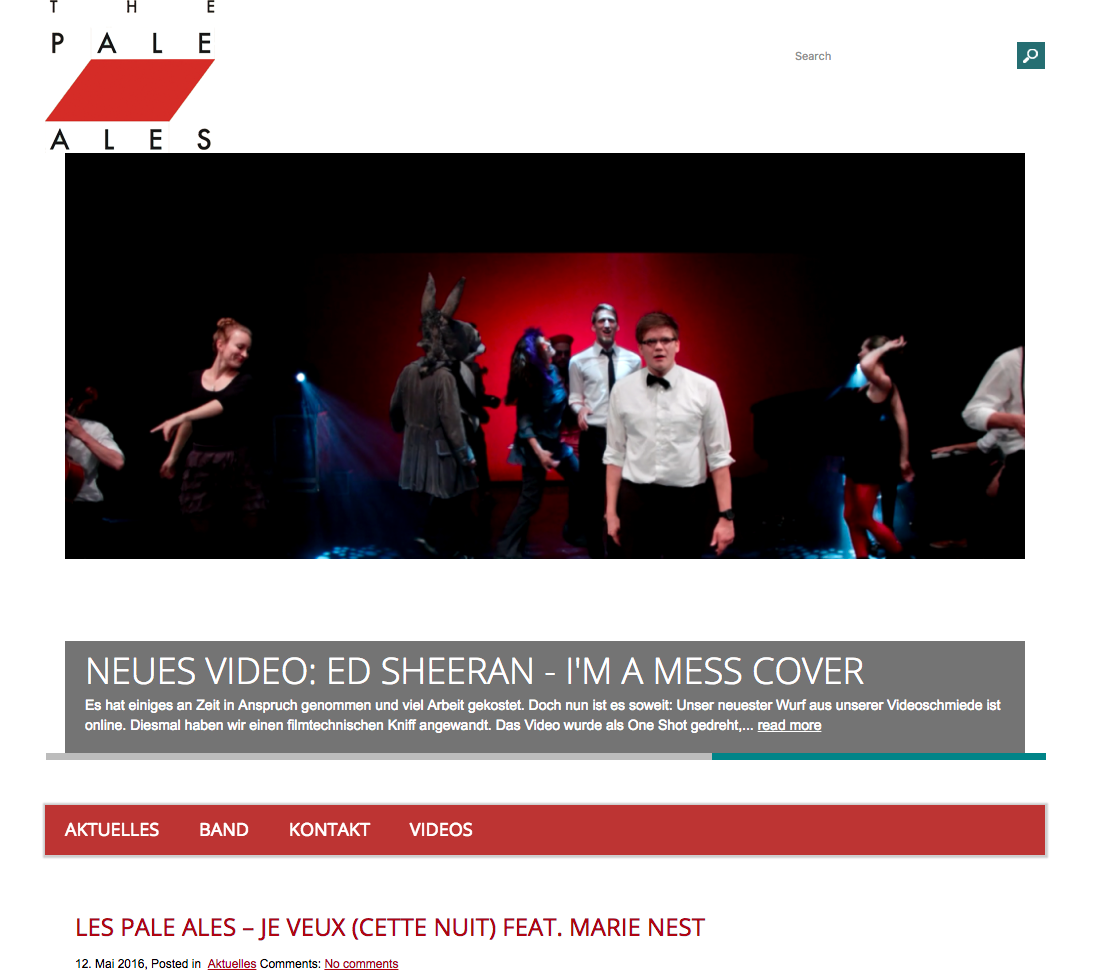 THE
PALE
ALES
Search
NEUES VIDEO: ED SHEERAN - I'M A MESS COVER
Es hat einiges an Zeit in Anspruch genommen und viel Arbeit gekostet. Doch nun ist es soweit: Unser neuester Wurf aus unserer Videoschmiede ist
online. Diesmal haben wir einen filmtechnischen Kniff angewandt. Das Video wurde als One Shot gedreht,... read more
AKTUELLES BAND KONTAKT VIDEOS
LES PALE ALES – JE VEUX (CETTE NUIT) FEAT. MARIE NEST
12. Mai 2016, Posted in Aktuelles Comments: No comments